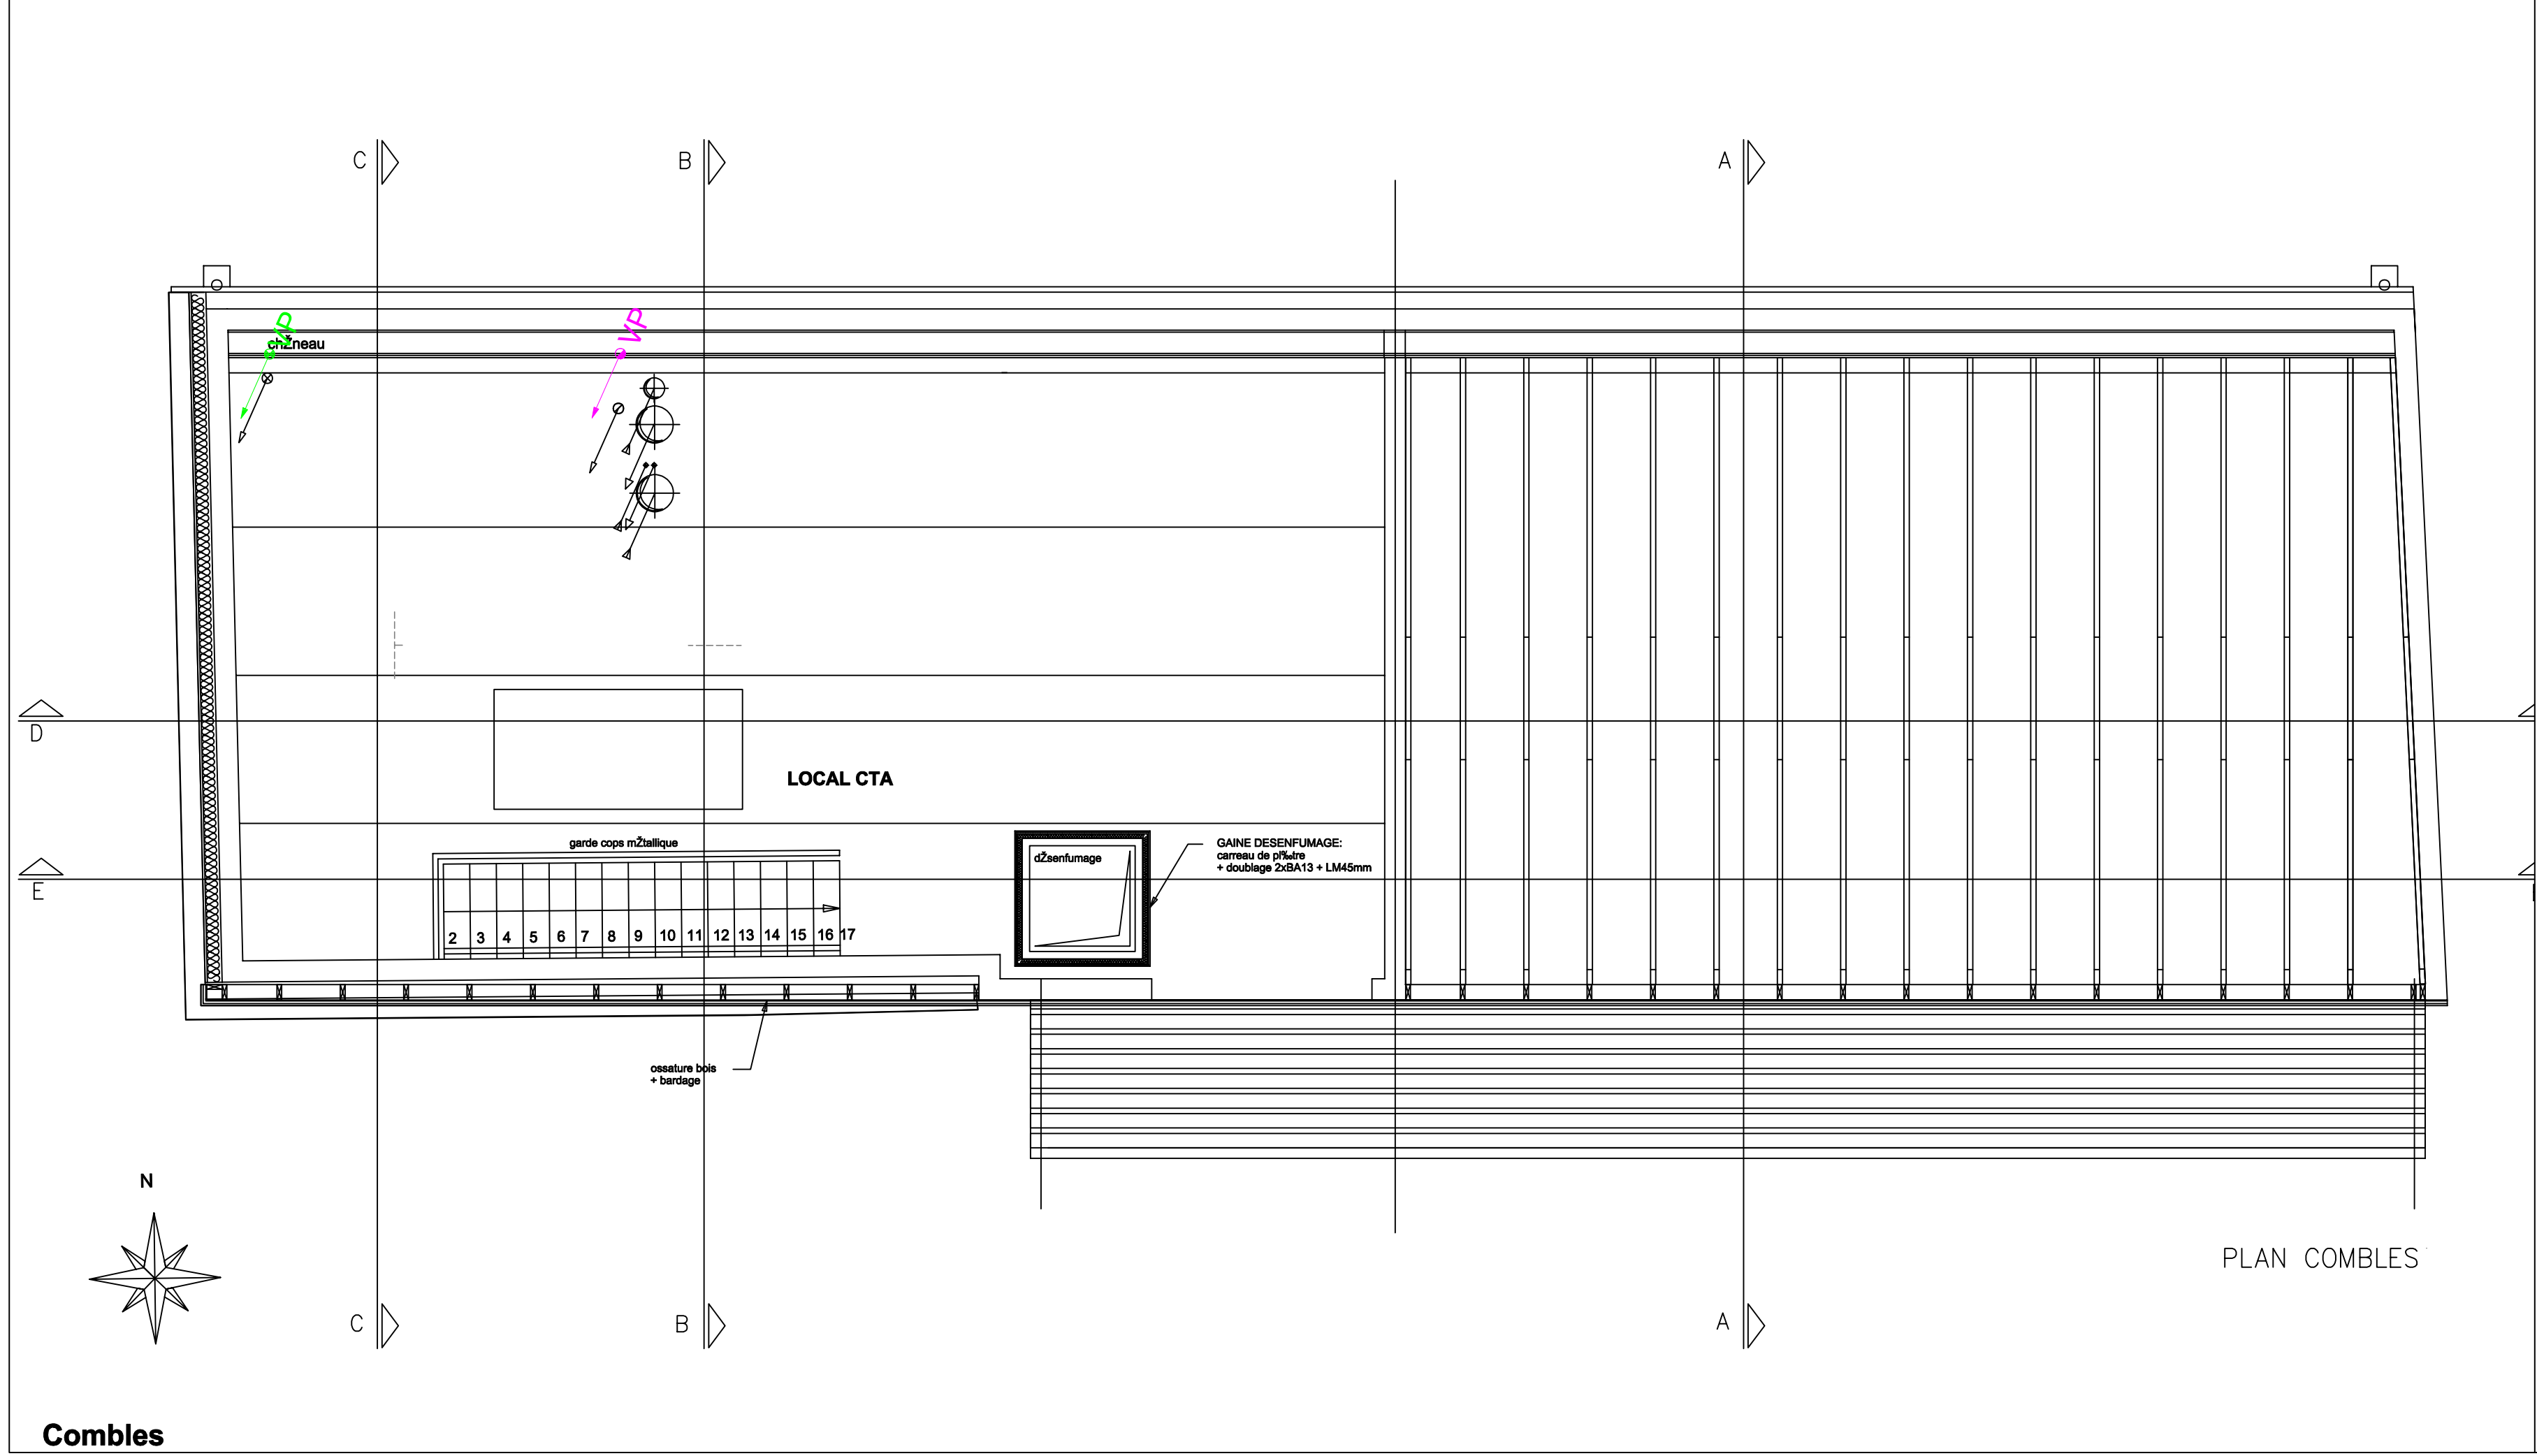 C
B
A
VP
VP
chŽneau
D
LOCAL CTA
garde cops mŽtallique
dŽsenfumage
GAINE DESENFUMAGE:
carreau de pl‰tre
+ doublage 2xBA13 + LM45mm
E
2 3 4 5 6 7 8 9 10 11 12 13 14 15 16 17
ossature bois
+ bardage
N
PLAN COMBLES
C
B
A
Combles